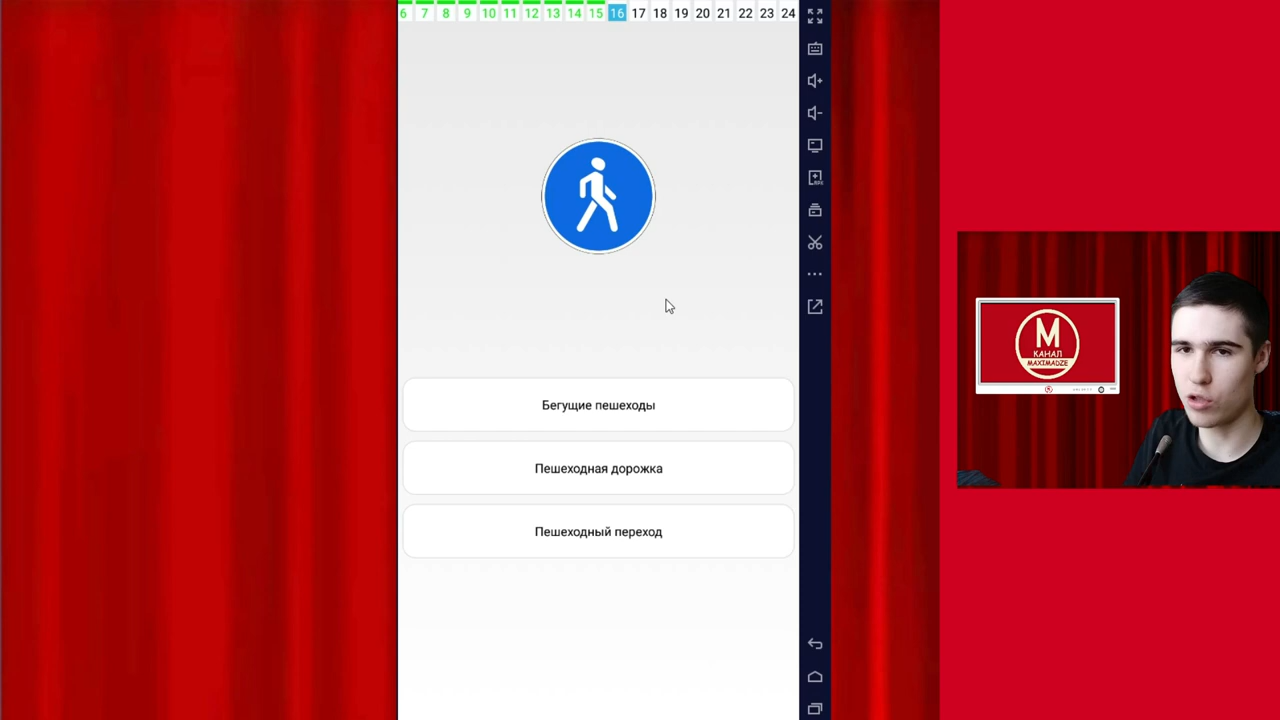 6 7 8 9 10 11 12 13 14 15 16 17 18 19 20 21 22 23 24
Бегущие пешеходы
Пешеходная дорожка
Пешеходный переход
М
КАНАЛ
MAXIMADZE